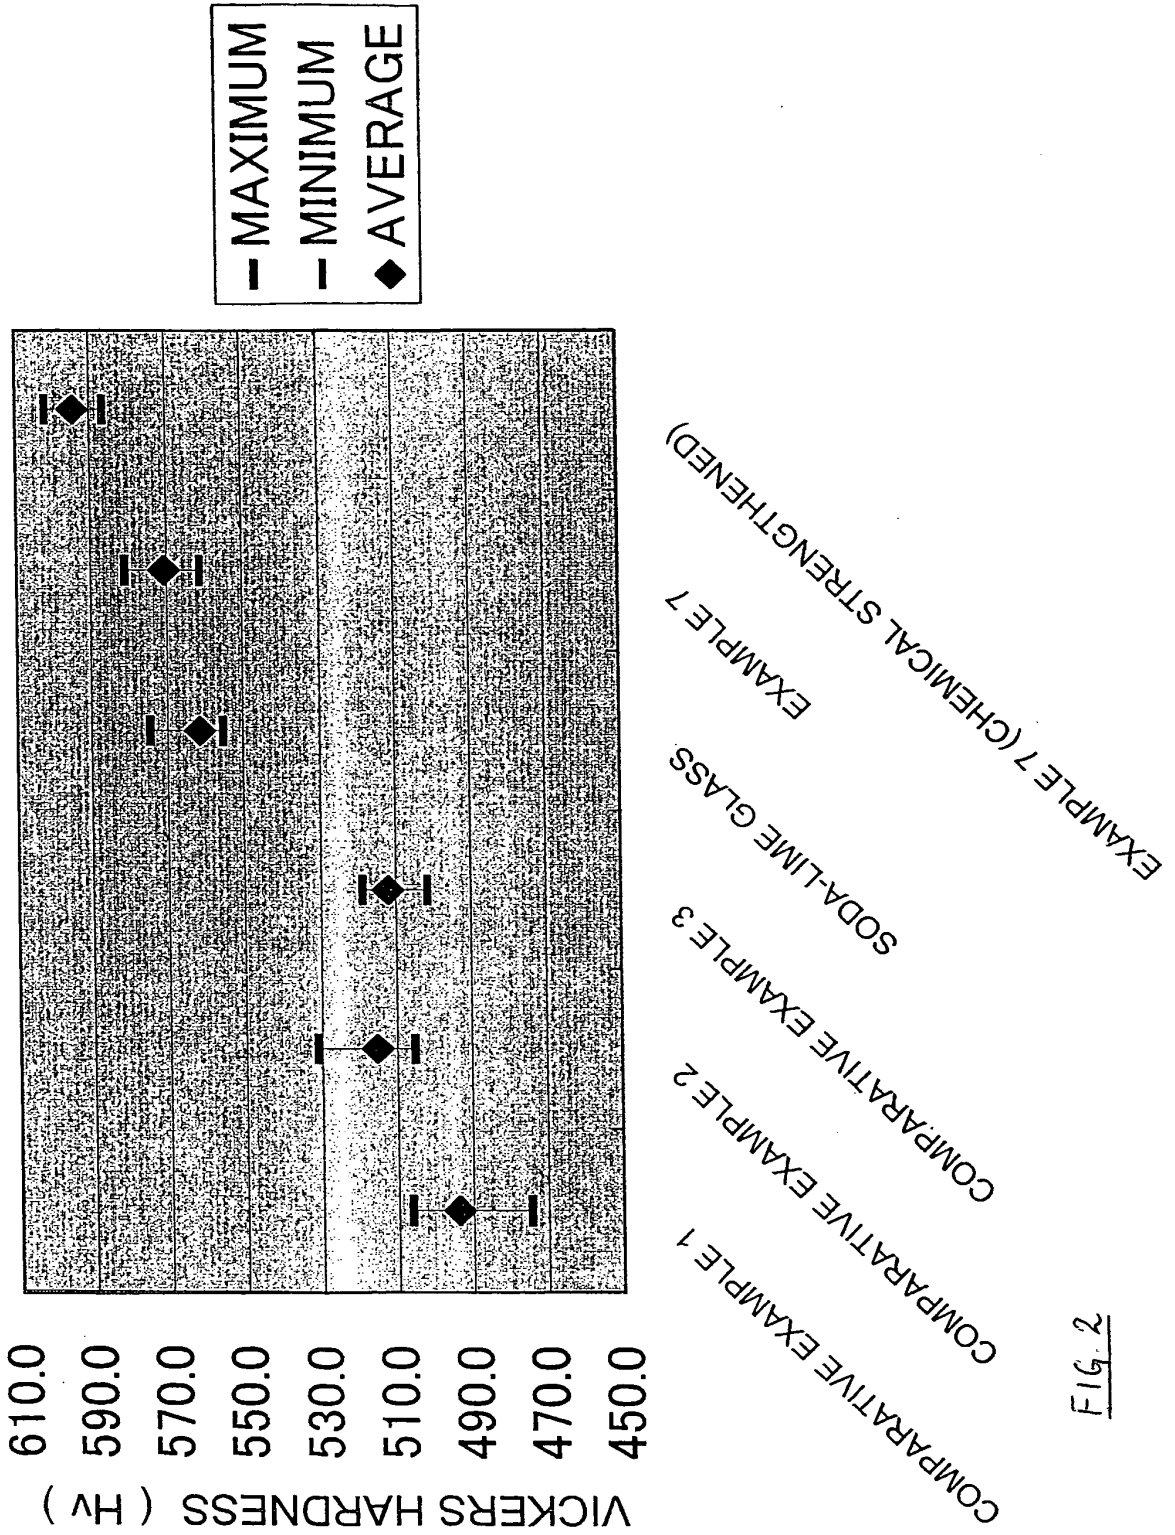 VICKERS HARDNESS ( Hv )
610.0
590.0
570.0
550.0
530.0
510.0
490.0
470.0
450.0
MAXIMUM
MINIMUM
AVERAGE
COMPARATIVE EXAMPLE 1
COMPARATIVE EXAMPLE 2
COMPARATIVE EXAMPLE 3
SODA-LIME GLASS
EXAMPLE 7
EXAMPLE 7 (CHEMICAL STRENGTHENED)
FIG. 2